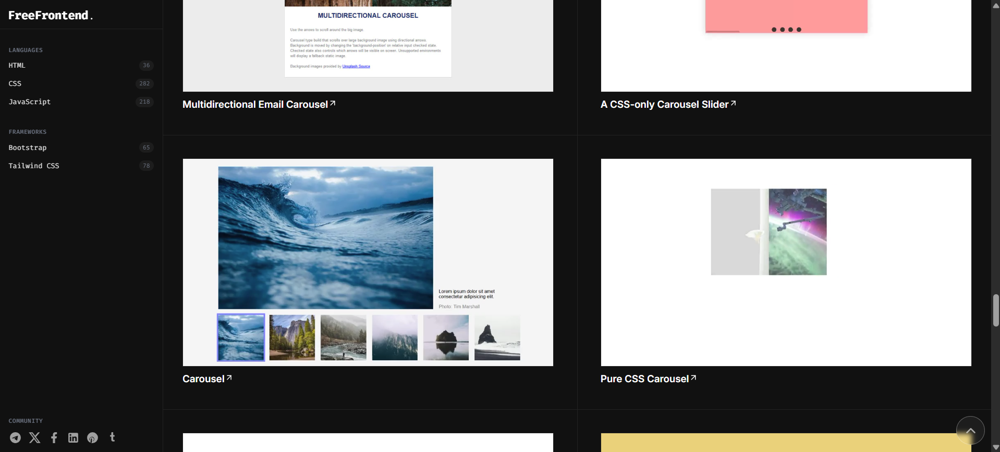 FreeFrontend.
LANGUAGES
HTML 36
CSS 282
JavaScript 218
FRAMEWORKS
Bootstrap 65
Tailwind CSS 78
COMMUNITY
MULTIDIRECTIONAL CAROUSEL
Use the arrows to scroll around the big image.
Carousel type build that scrolls over large background image using directional arrows.
Background is moved by changing the 'background-position' on relative input checked state.
Checked state also controls which arrows will be visible on screen. Unsupported environments
will display a fallback static image.
Background images provided by Unsplash Source
Multidirectional Email Carousel
A CSS-only Carousel Slider
Lorem ipsum dolor sit amet
consectetur adipisicing elit.
Photo: Tim Marshall
Carousel
Pure CSS Carousel